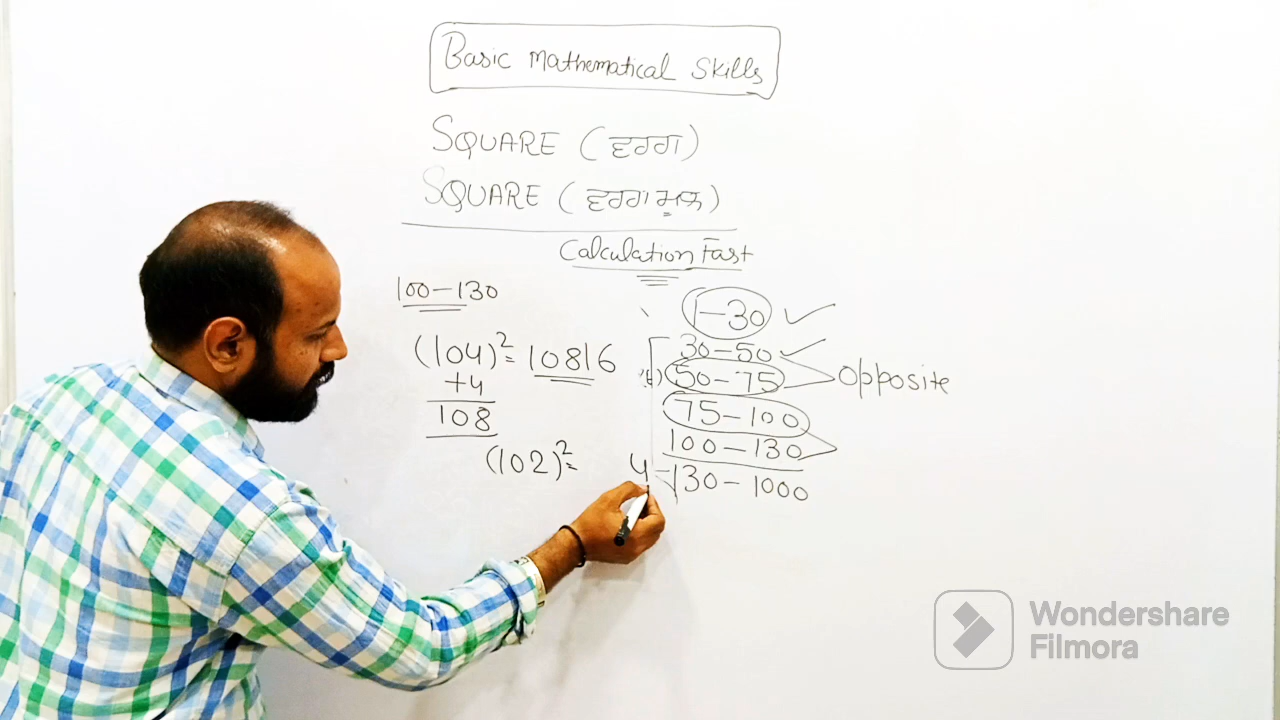 Basic Mathematical Skills
SQUARE (ਵਰਗ)
SQUARE (ਵਰਗ ਮੂਲ)
Calculation Fast
100-130
(104)²= 10816
+4
108
(102)²= 4
1-30
30-50
50-75
75-100
100-130
130-1000
Opposite
Wondershare
Filmora